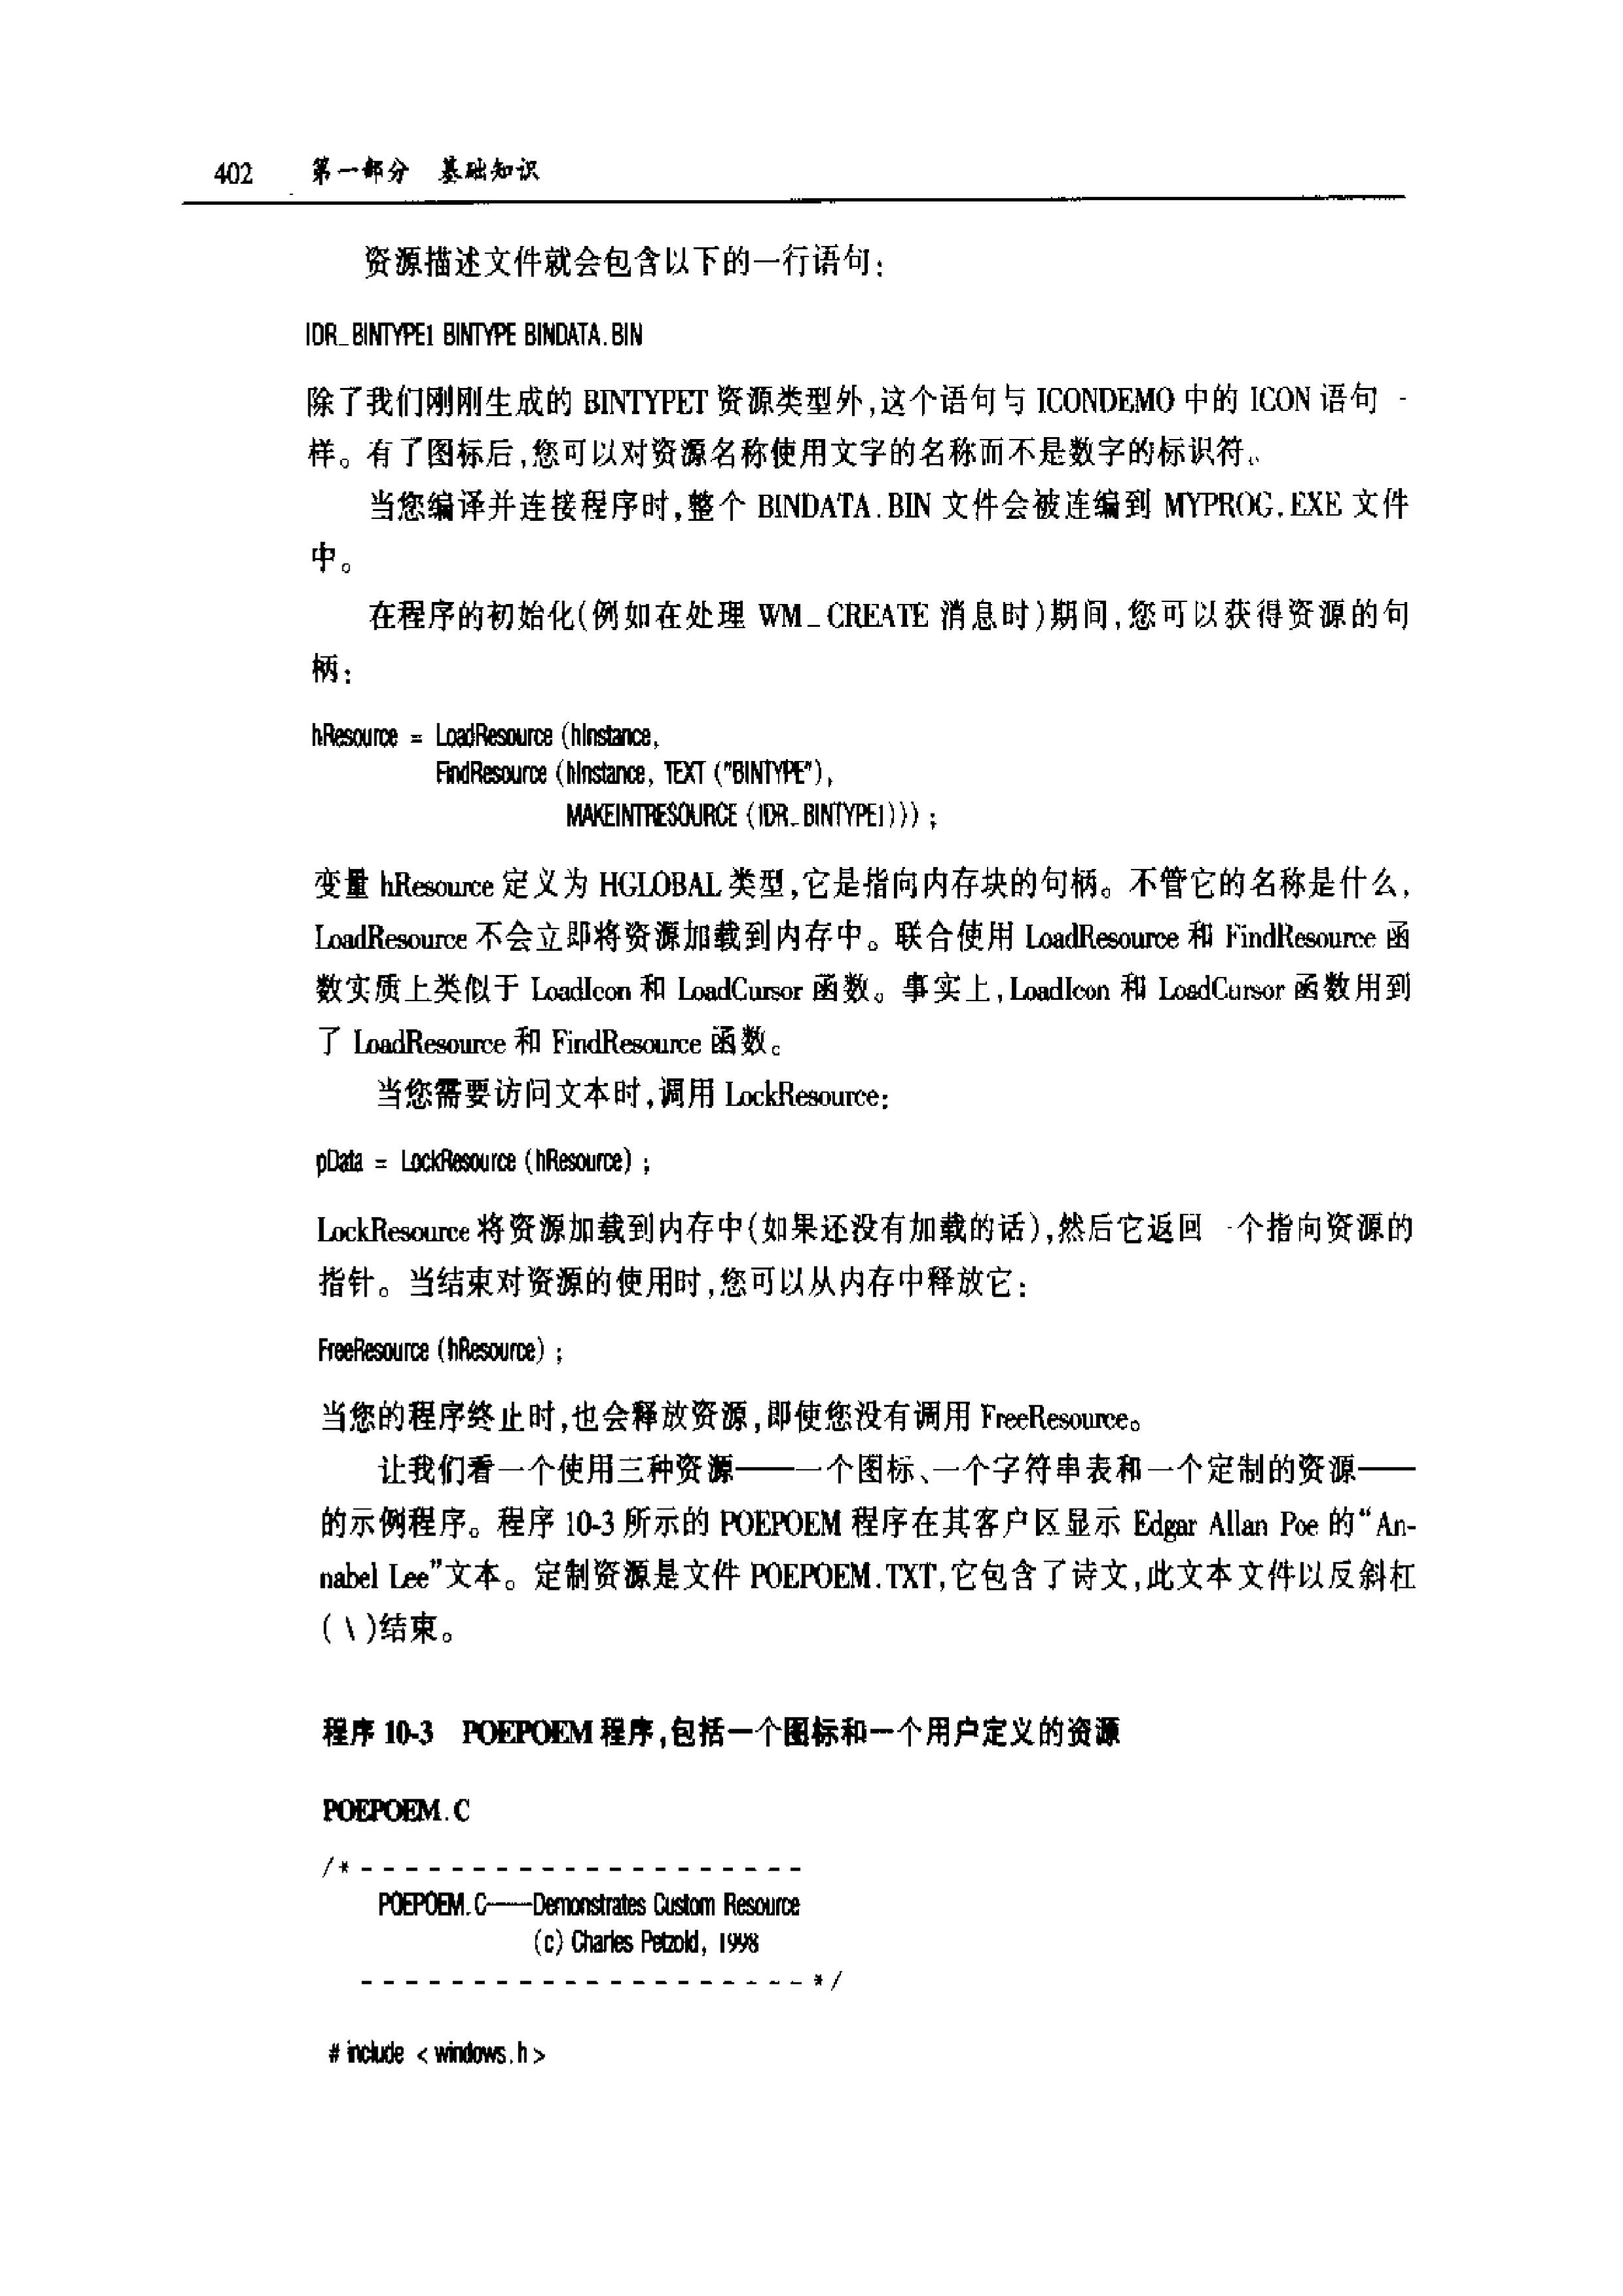 402 第一部分 基础知识
资源描述文件就会包含以下的一行语句：
IDR_BINTYPE1 BINTYPE BINDATA.BIN
除了我们刚刚生成的 BINTYPET 资源类型外，这个语句与 ICONDEMO 中的 ICON 语句 -
样。有了图标后，您可以对资源名称使用文字的名称而不是数字的标识符。
当您编译并连接程序时，整个 BINDATA.BIN 文件会被连编到 MYPROG.EXE 文件
中。
在程序的初始化(例如在处理 WM_CREATE 消息时)期间，您可以获得资源的句
柄：
hResource = LoadResource (hInstance,
FindResource (hInstance, TEXT ("BINTYPE"),
MAKEINTRESOURCE (IDR_BINTYPE1))) ;
变量 hResource 定义为 HGLOBAL 类型，它是指向内存块的句柄。不管它的名称是什么，
LoadResource 不会立即将资源加载到内存中。联合使用 LoadResource 和 FindResource 函
数实质上类似于 LoadIcon 和 LoadCursor 函数。事实上，LoadIcon 和 LoadCursor 函数用到
了 LoadResource 和 FindResource 函数。
当您需要访问文本时，调用 LockResource：
pData = LockResource (hResource) ;
LockResource 将资源加载到内存中(如果还没有加载的话)，然后它返回 -个指向资源的
指针。当结束对资源的使用时，您可以从内存中释放它：
FreeResource (hResource) ;
当您的程序终止时，也会释放资源，即使您没有调用 FreeResource。
让我们看一个使用三种资源——一个图标、一个字符串表和一个定制的资源——
的示例程序。程序 10-3 所示的 POEPOEM 程序在其客户区显示 Edgar Allan Poe 的“An-
nabel Lee”文本。定制资源是文件 POEPOEM.TXT，它包含了诗文，此文本文件以反斜杠
( \ )结束。
程序 10-3 POEPOEM 程序，包括一个图标和一个用户定义的资源
POEPOEM.C
/* - - - - - - - - - - - - - - - - - - - -
POEPOEM.C——Demonstrates Custom Resource
(c) Charles Petzold, 1998
- - - - - - - - - - - - - - - - - - - - */
# include < windows.h >